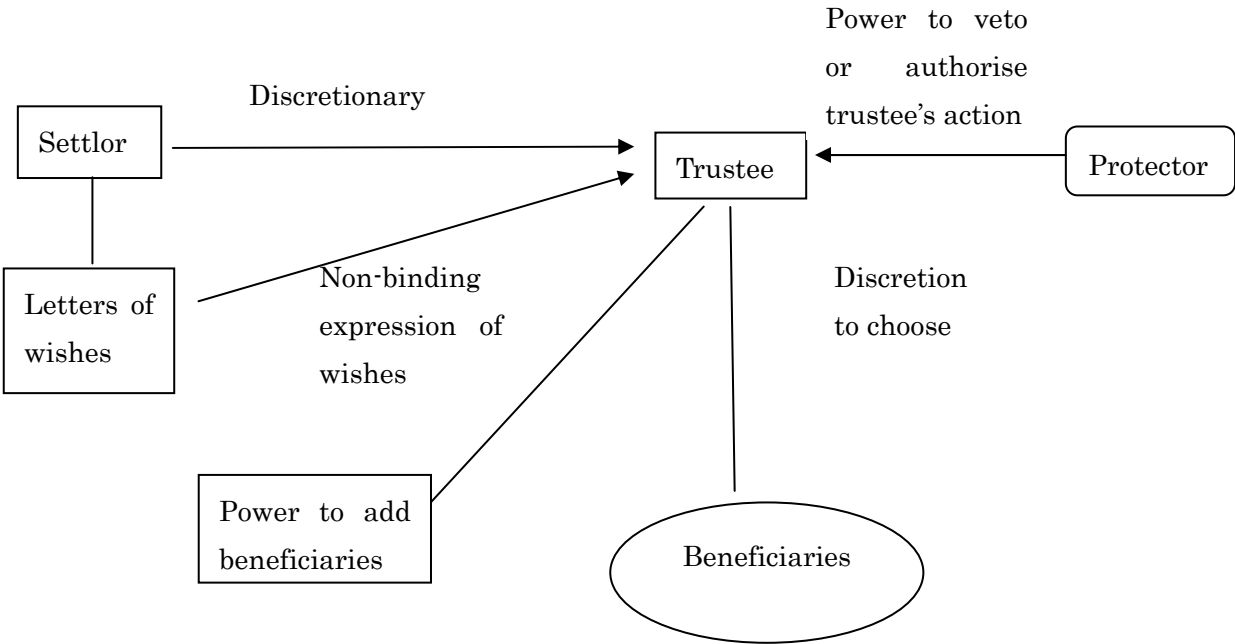 Power to veto
or authorise
trustee’s action
Discretionary
Settlor
Trustee
Protector
Letters of
wishes
Non-binding
expression of
wishes
Discretion
to choose
Power to add
beneficiaries
Beneficiaries